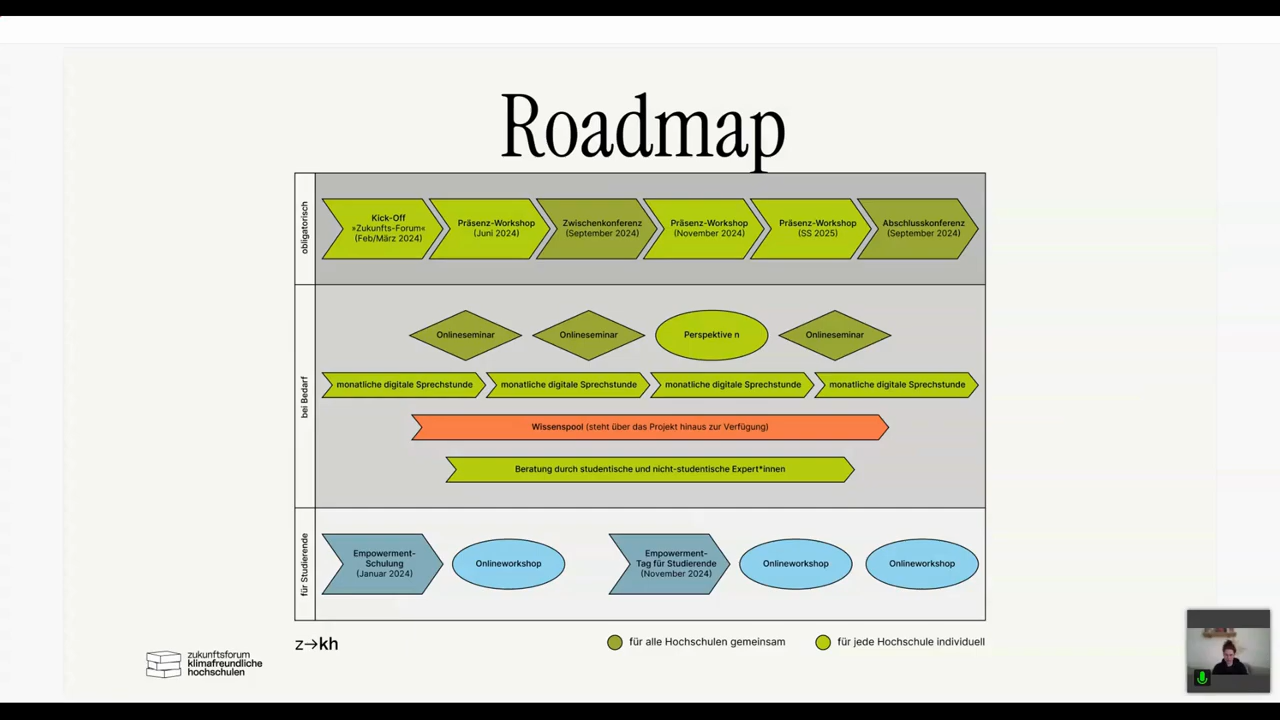 Roadmap
obligatorisch
Kick-Off
»Zukunfts-Forum«
(Feb/März 2024)
Präsenz-Workshop
(Juni 2024)
Zwischenkonferenz
(September 2024)
Präsenz-Workshop
(November 2024)
Präsenz-Workshop
(SS 2025)
Abschlusskonferenz
(September 2024)
bei Bedarf
Onlineseminar
Onlineseminar
Perspektive n
Onlineseminar
monatliche digitale Sprechstunde
monatliche digitale Sprechstunde
monatliche digitale Sprechstunde
monatliche digitale Sprechstunde
Wissenspool (steht über das Projekt hinaus zur Verfügung)
Beratung durch studentische und nicht-studentische Expert*innen
für Studierende
Empowerment-
Schulung
(Januar 2024)
Onlineworkshop
Empowerment-
Tag für Studierende
(November 2024)
Onlineworkshop
Onlineworkshop
z→kh
für alle Hochschulen gemeinsam
für jede Hochschule individuell
zukunftsforum
klimafreundliche
hochschulen